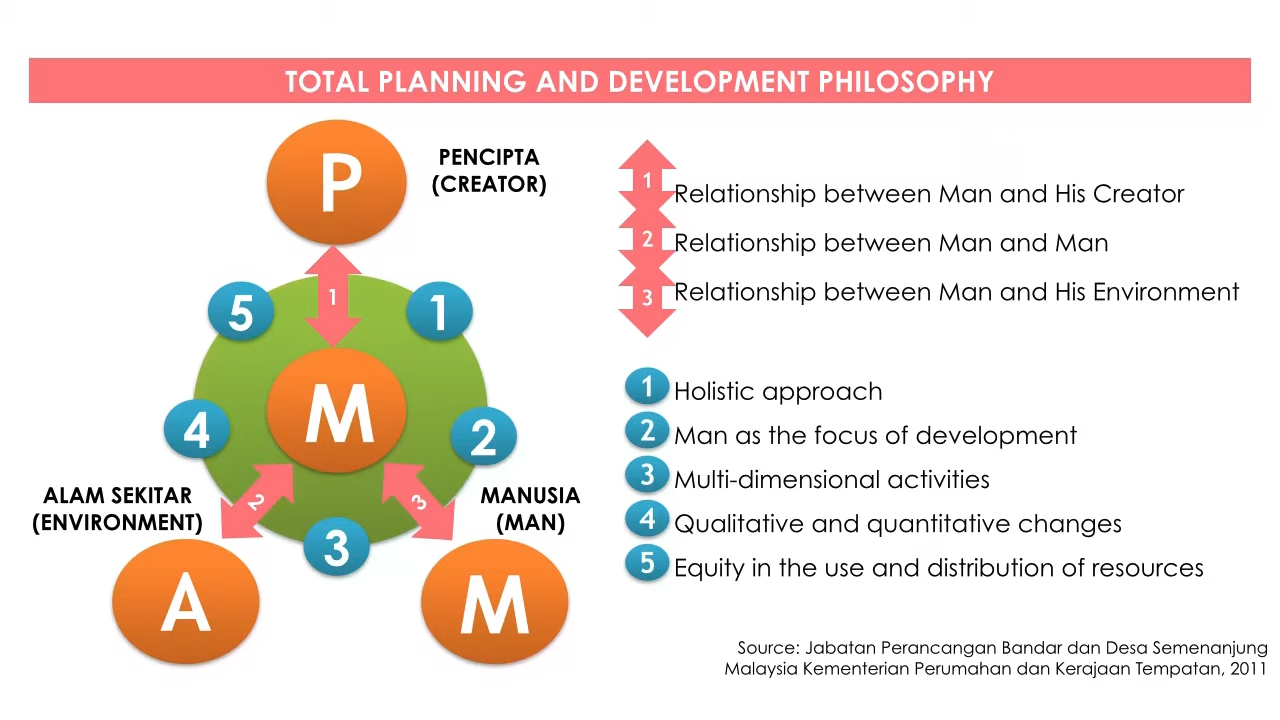 TOTAL PLANNING AND DEVELOPMENT PHILOSOPHY
P
PENCIPTA
(CREATOR)
1
5
1
M
4
2
2
3
ALAM SEKITAR
(ENVIRONMENT)
MANUSIA
(MAN)
3
A
M
1 Relationship between Man and His Creator
2 Relationship between Man and Man
3 Relationship between Man and His Environment
1 Holistic approach
2 Man as the focus of development
3 Multi-dimensional activities
4 Qualitative and quantitative changes
5 Equity in the use and distribution of resources
Source: Jabatan Perancangan Bandar dan Desa Semenanjung
Malaysia Kementerian Perumahan dan Kerajaan Tempatan, 2011